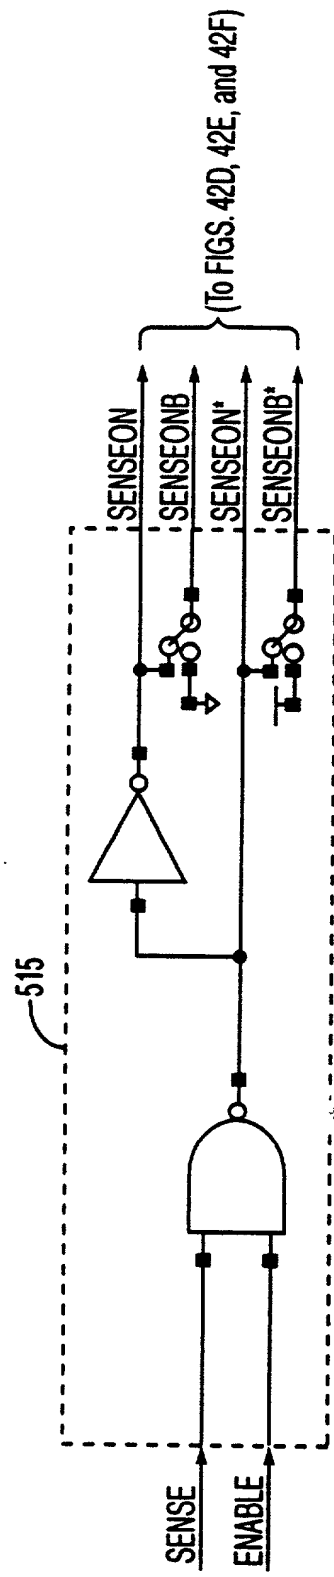 515
SENSE
ENABLE
SENSEON
SENSEONB
SENSEON*
SENSEONB*
(To FIGS. 42D, 42E, and 42F)